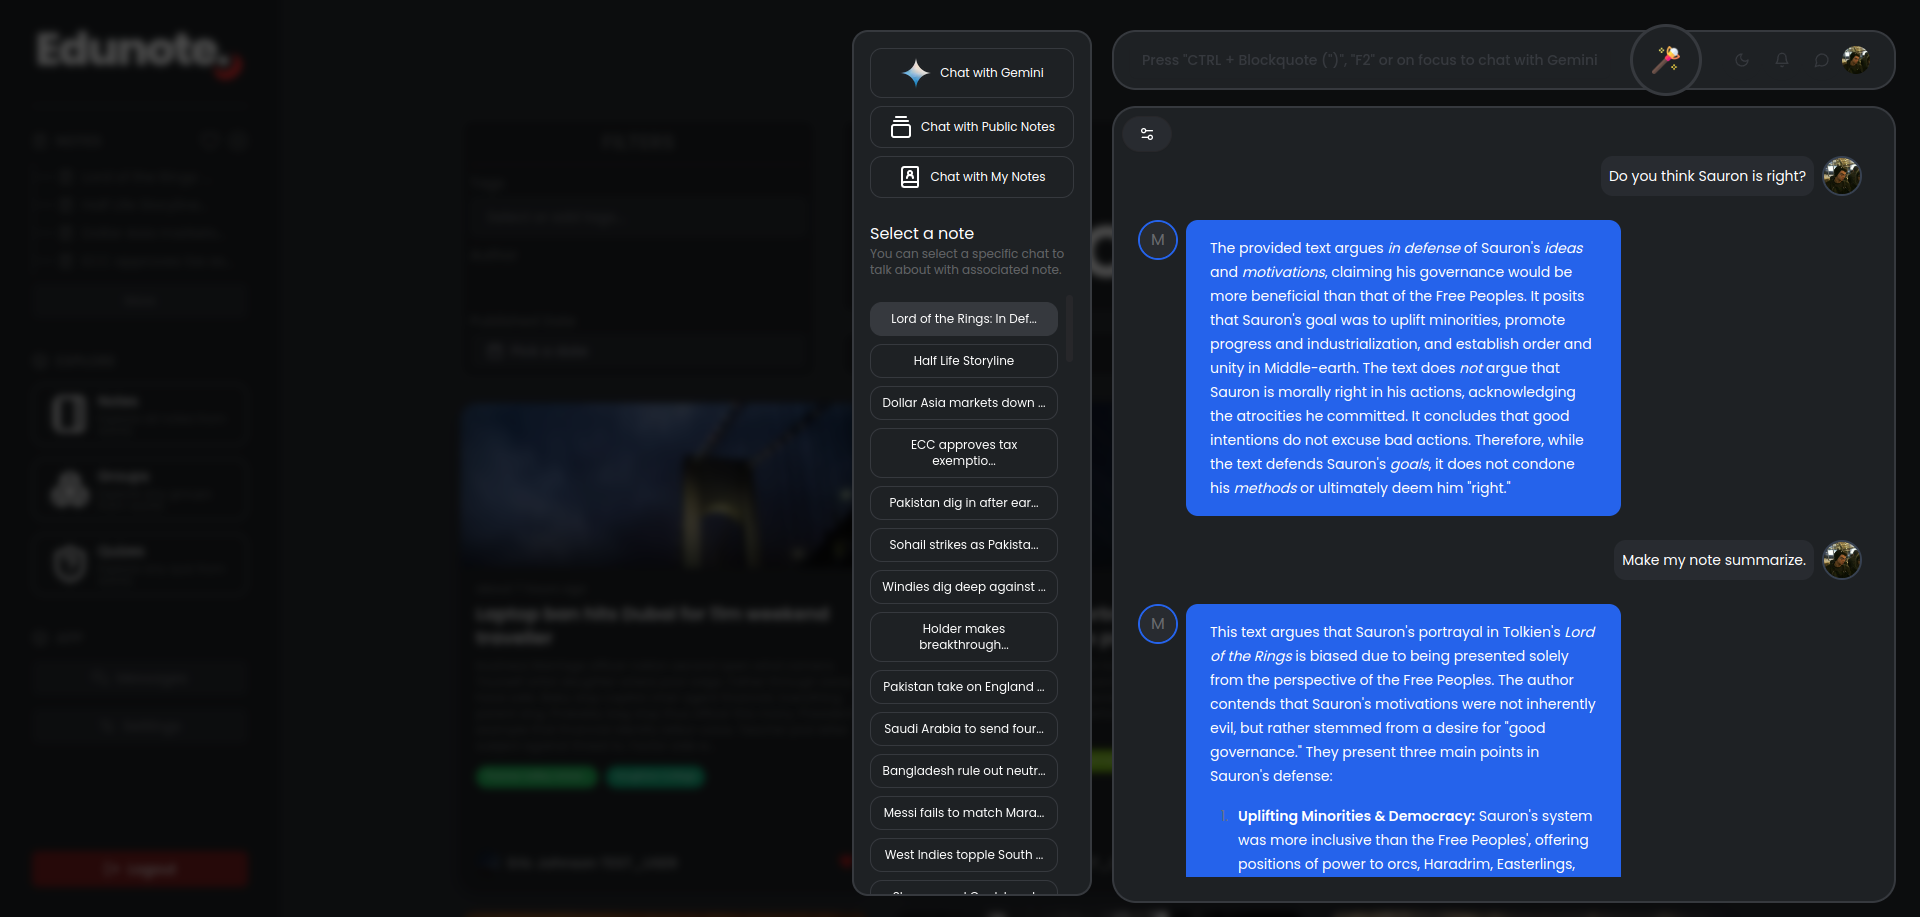 Edunote.
FILTERS
Laptop ban hits Dubai for 11m weekend
traveller
Logout
Chat with Gemini
Chat with Public Notes
Chat with My Notes
Select a note
You can select a specific chat to
talk about with associated note.
Lord of the Rings: In Def...
Half Life Storyline
Dollar Asia markets down ...
ECC approves tax
exemptio...
Pakistan dig in after ear...
Sohail strikes as Pakista...
Windies dig deep against ...
Holder makes
breakthrough...
Pakistan take on England ...
Saudi Arabia to send four...
Bangladesh rule out neutr...
Messi fails to match Mara...
West Indies topple South ...
Press "CTRL + Blockquote (")", "F2" or on focus to chat with Gemini
Do you think Sauron is right?
M
The provided text argues in defense of Sauron's ideas
and motivations, claiming his governance would be
more beneficial than that of the Free Peoples. It posits
that Sauron's goal was to uplift minorities, promote
progress and industrialization, and establish order and
unity in Middle-earth. The text does not argue that
Sauron is morally right in his actions, acknowledging
the atrocities he committed. It concludes that good
intentions do not excuse bad actions. Therefore, while
the text defends Sauron's goals, it does not condone
his methods or ultimately deem him "right."
Make my note summarize.
M
This text argues that Sauron's portrayal in Tolkien's Lord
of the Rings is biased due to being presented solely
from the perspective of the Free Peoples. The author
contends that Sauron's motivations were not inherently
evil, but rather stemmed from a desire for "good
governance." They present three main points in
Sauron's defense:
1. Uplifting Minorities & Democracy: Sauron's system
was more inclusive than the Free Peoples', offering
positions of power to orcs, Haradrim, Easterlings,